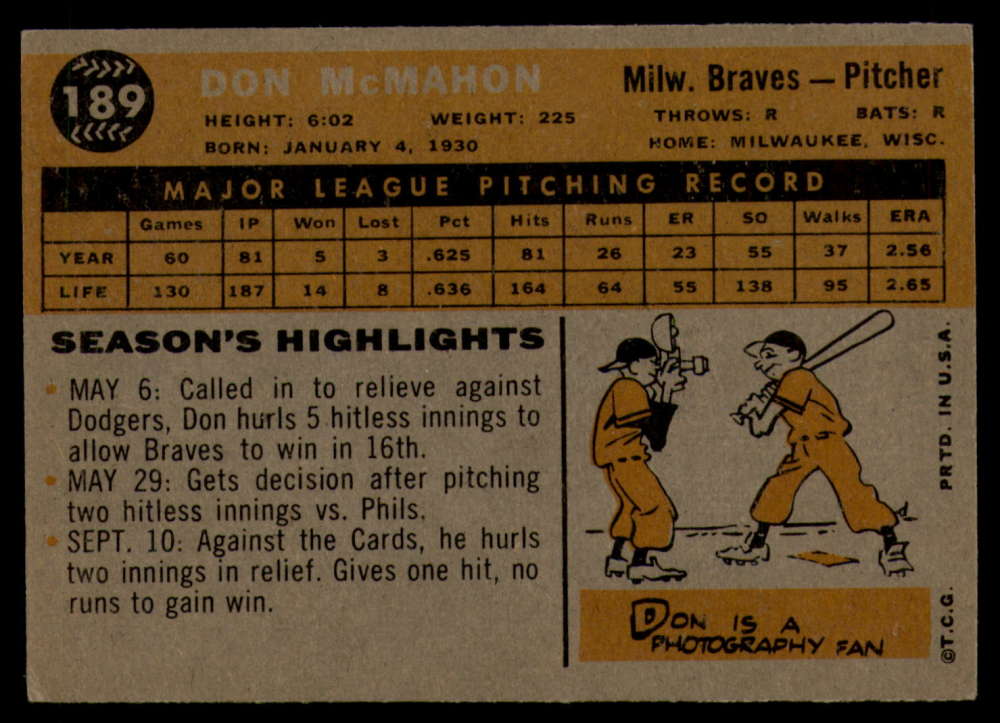 189
DON McMAHON
Milw. Braves — Pitcher
HEIGHT: 6:02 WEIGHT: 225 THROWS: R BATS: R
BORN: JANUARY 4, 1930 HOME: MILWAUKEE, WISC.
MAJOR LEAGUE PITCHING RECORD
Games IP Won Lost Pct Hits Runs ER SO Walks ERA
YEAR 60 81 5 3 .625 81 26 23 55 37 2.56
LIFE 130 187 14 8 .636 164 64 55 138 95 2.65
SEASON'S HIGHLIGHTS
• MAY 6: Called in to relieve against
Dodgers, Don hurls 5 hitless innings to
allow Braves to win in 16th.
• MAY 29: Gets decision after pitching
two hitless innings vs. Phils.
• SEPT. 10: Against the Cards, he hurls
two innings in relief. Gives one hit, no
runs to gain win.
DON IS A
PHOTOGRAPHY FAN
©T.C.G. PRTD. IN U.S.A.